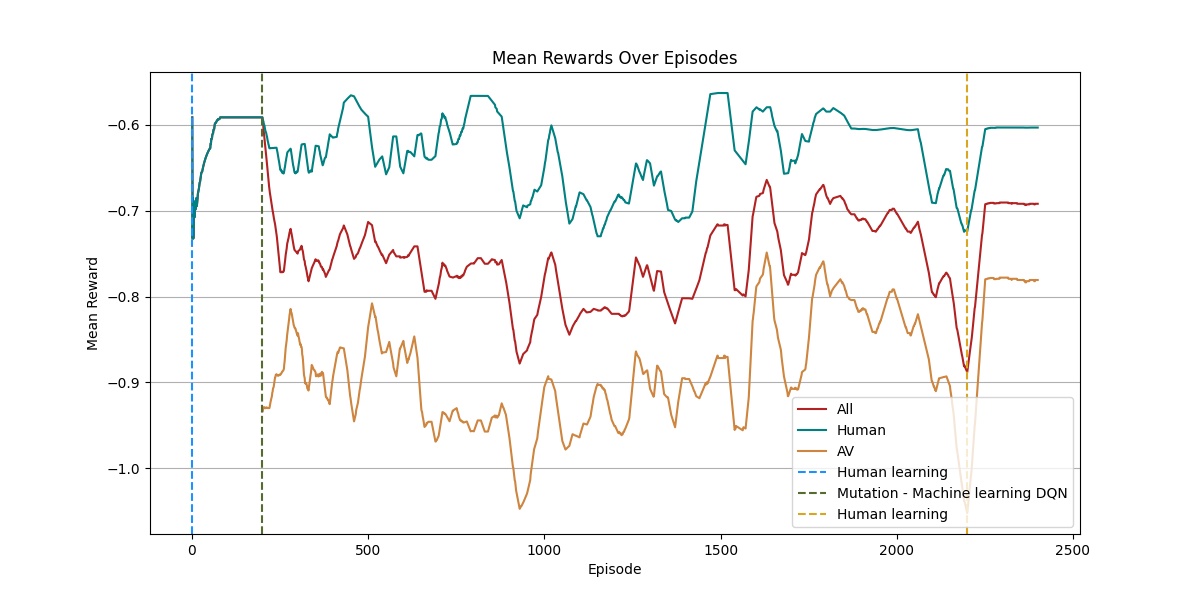 Mean Rewards Over Episodes
Mean Reward
−0.6
−0.7
−0.8
−0.9
−1.0
0
500
1000
1500
2000
2500
Episode
All
Human
AV
Human learning
Mutation - Machine learning DQN
Human learning